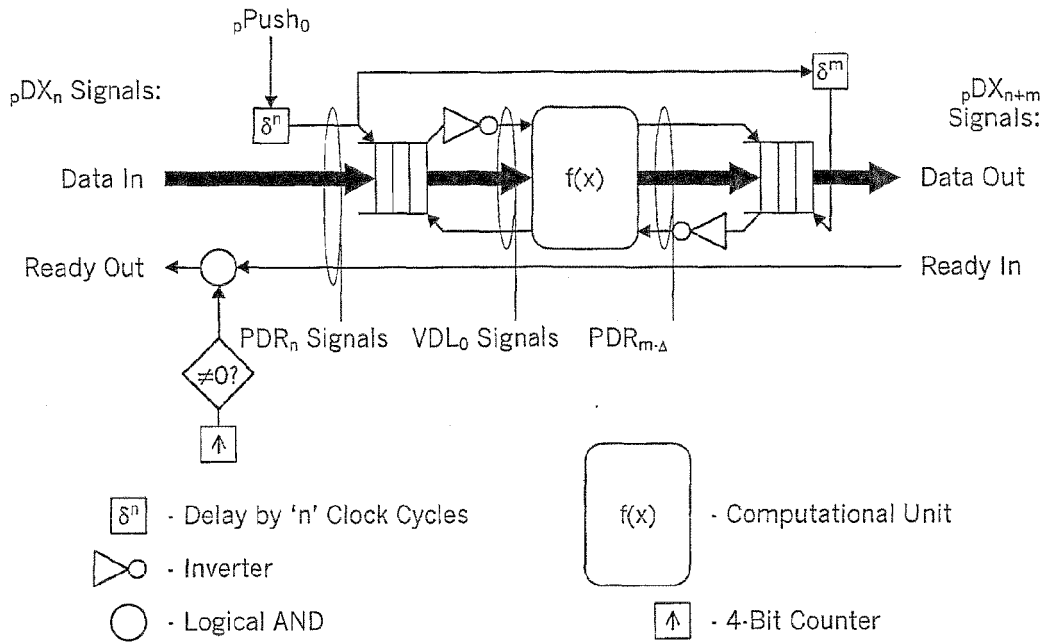 pPush₀
pDXₙ Signals:
δⁿ
δᵐ
pDXₙ₊ₘ
Signals:
Data In
f(x)
Data Out
Ready Out
Ready In
PDRₙ Signals
VDL₀ Signals
PDRₘ₋Δ
≠0?
↑
δⁿ - Delay by 'n' Clock Cycles
- Inverter
- Logical AND
f(x) - Computational Unit
↑ - 4-Bit Counter